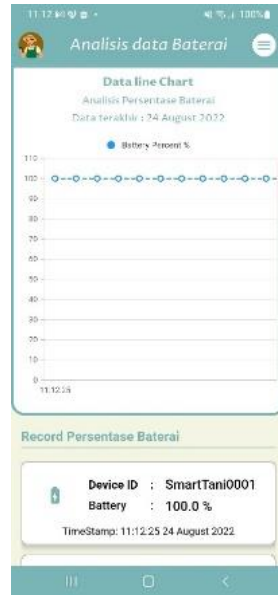 11.12
100%
Analisis data Baterai
Data line Chart
Analisis Persentase Baterai
Data terakhir : 24 August 2022
Battery Percent %
110
100
90
80
70
60
50
40
30
20
10
0
11.12.25
Record Persentase Baterai
Device ID : SmartTani0001
Battery : 100.0 %
TimeStamp: 11:12:25 24 August 2022